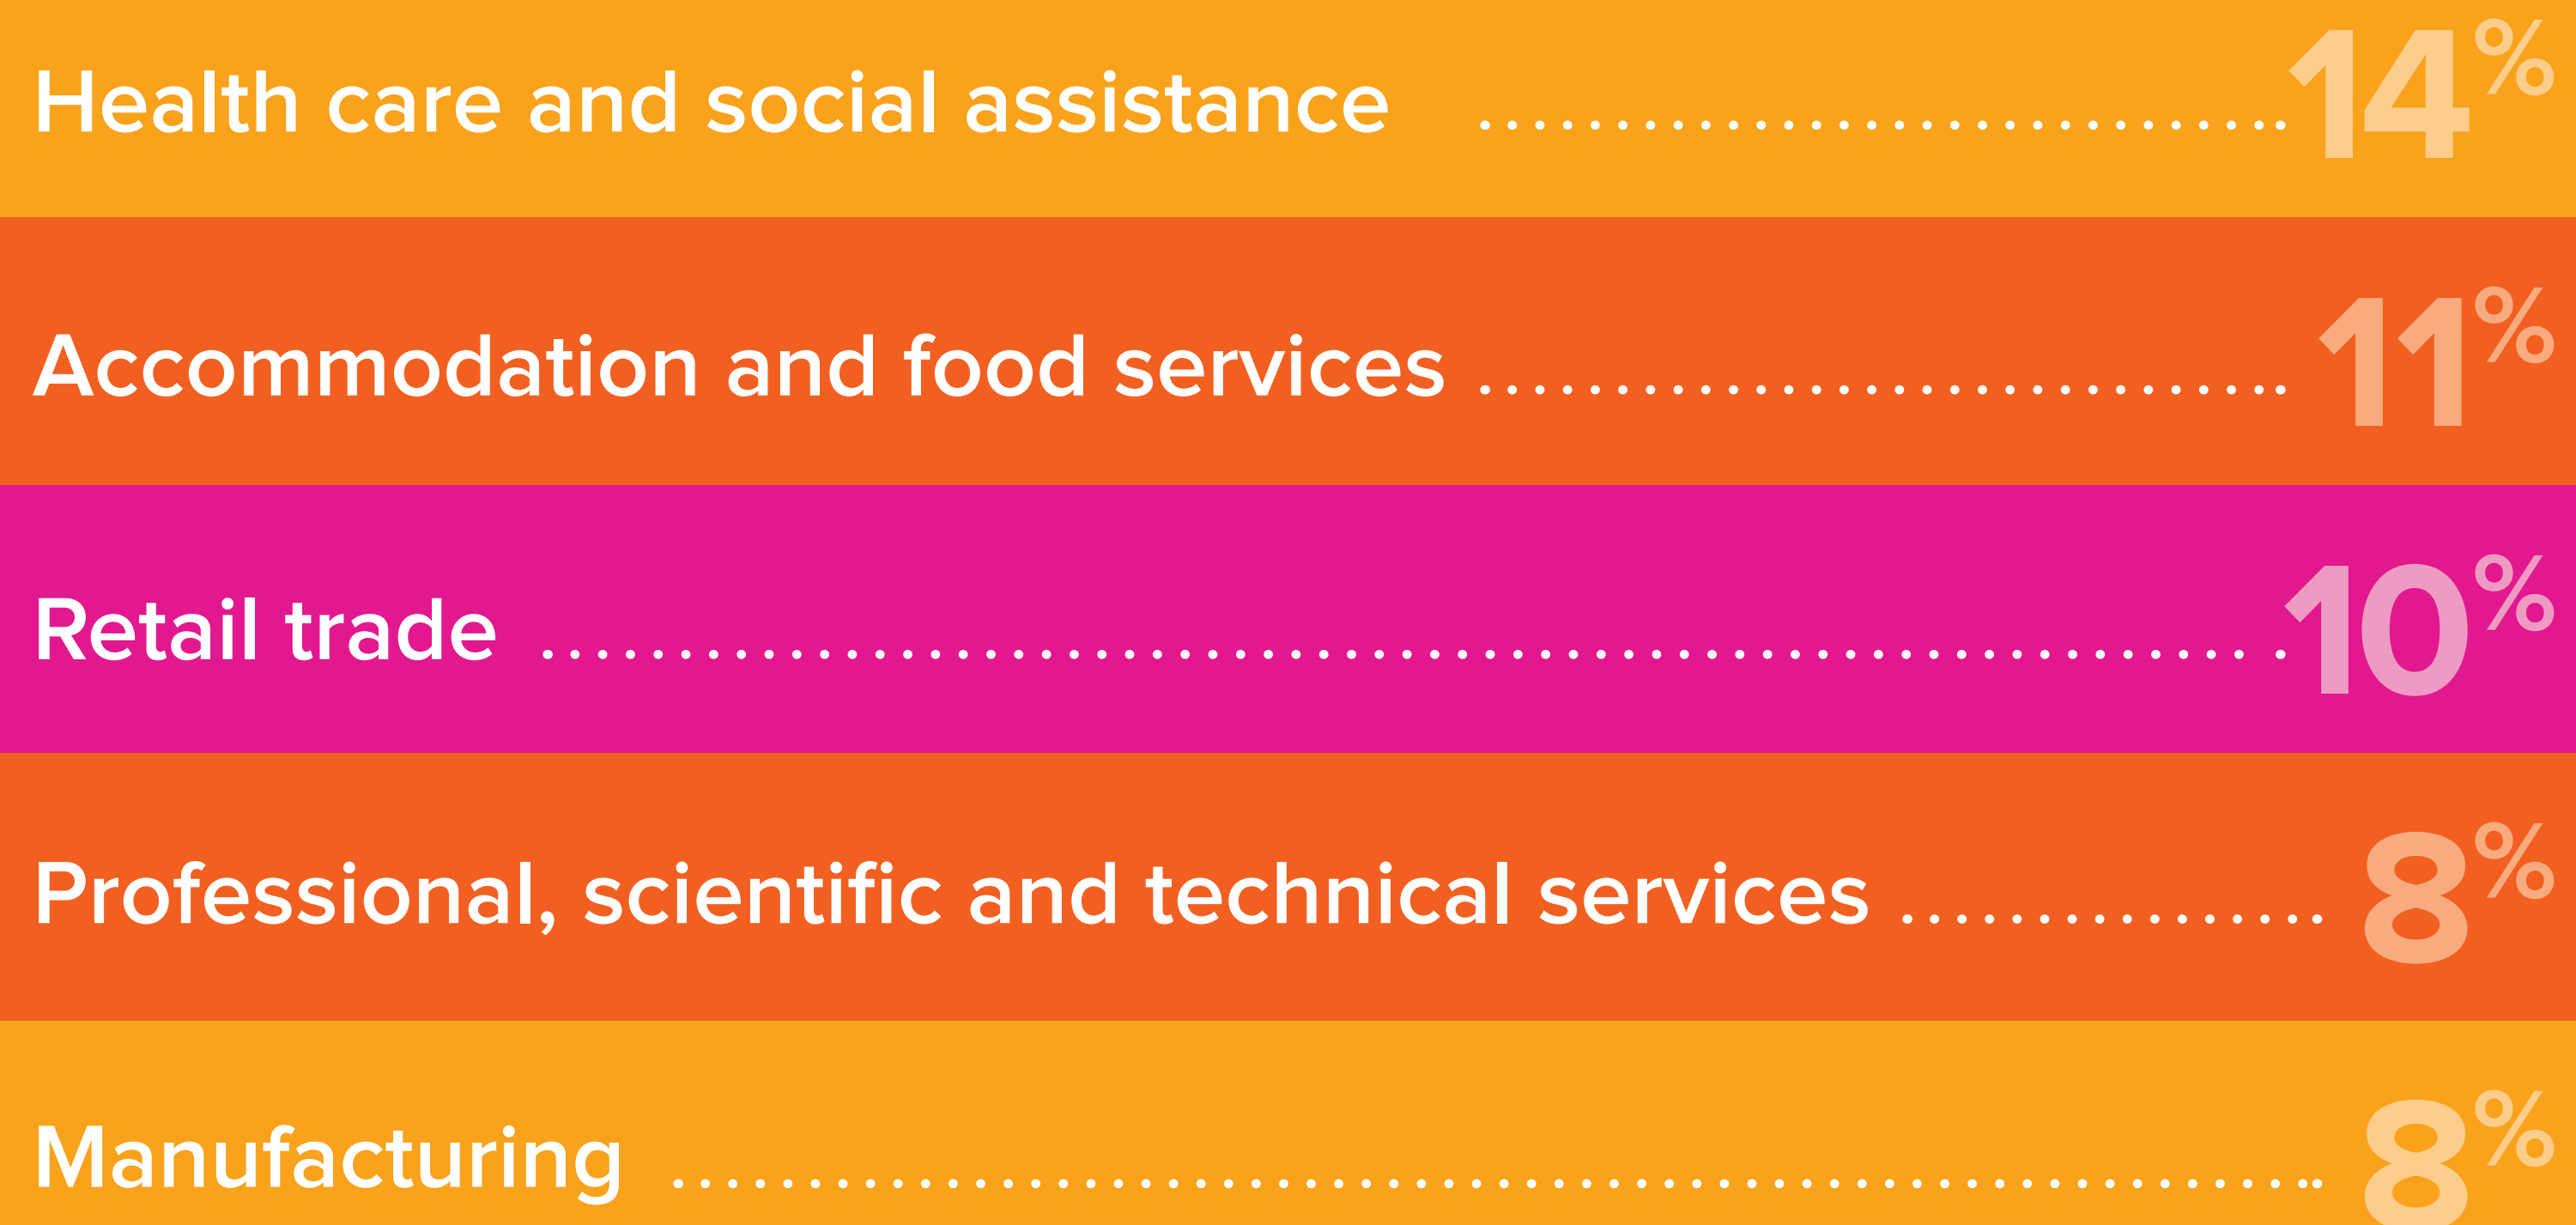 Health care and social assistance ..............................14%
Accommodation and food services .............................. 11%
Retail trade ...............................................................10%
Professional, scientific and technical services ................ 8%
Manufacturing ............................................................. 8%